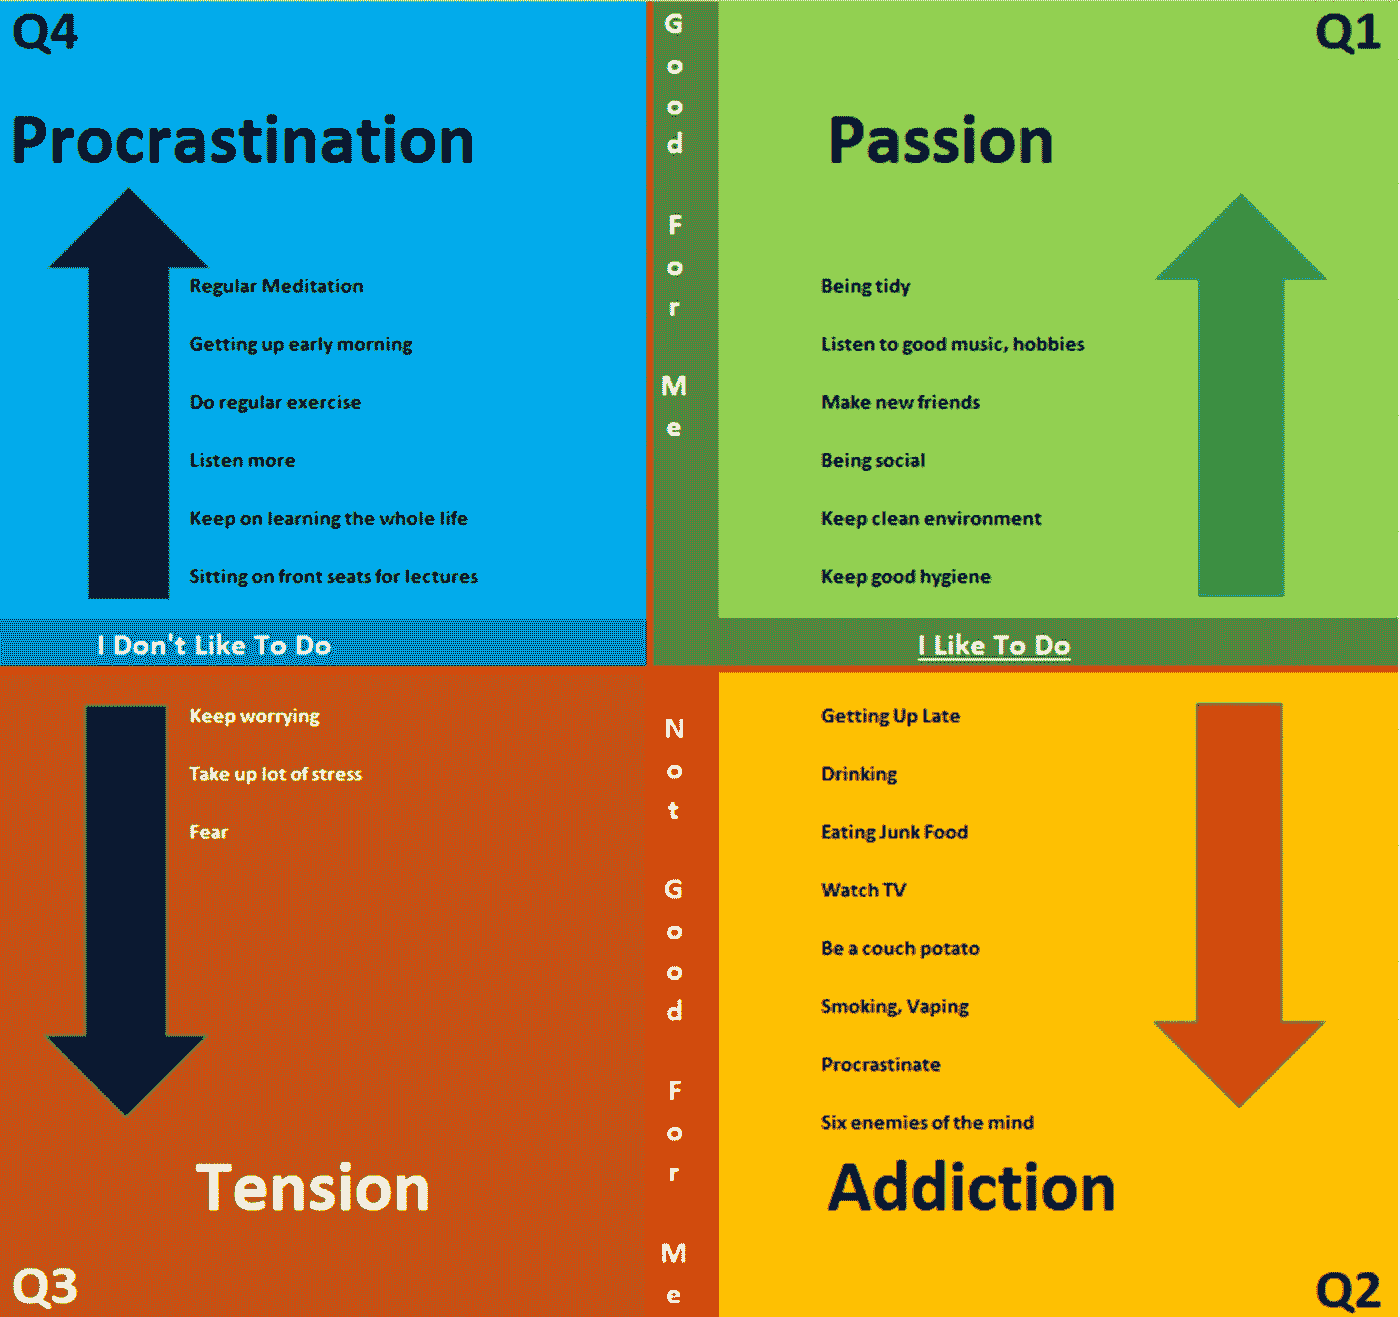 Q4
Procrastination
Regular Meditation
Getting up early morning
Do regular exercise
Listen more
Keep on learning the whole life
Sitting on front seats for lectures
I Don't Like To Do
Good For Me
Q1
Passion
Being tidy
Listen to good music, hobbies
Make new friends
Being social
Keep clean environment
Keep good hygiene
I Like To Do
Keep worrying
Take up lot of stress
Fear
Tension
Q3
Not Good For Me
Getting Up Late
Drinking
Eating Junk Food
Watch TV
Be a couch potato
Smoking, Vaping
Procrastinate
Six enemies of the mind
Addiction
Q2